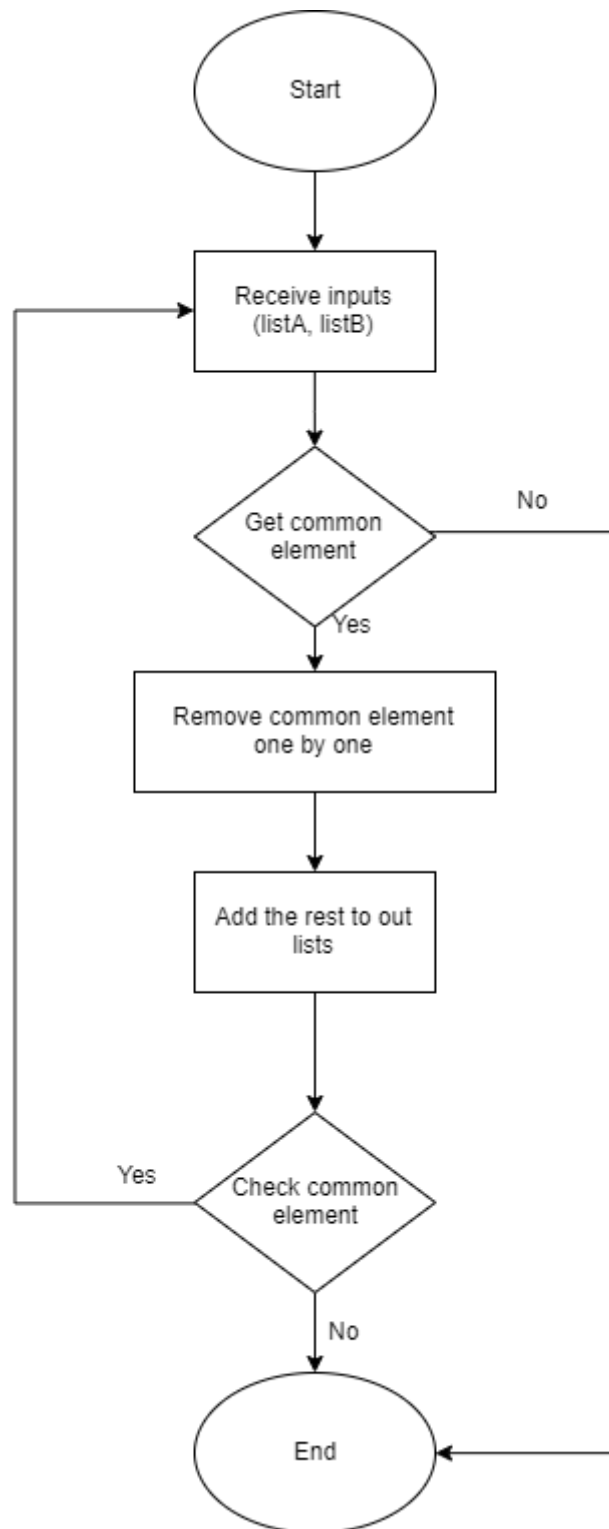 Start
Receive inputs
(listA, listB)
Get common
element
No
Yes
Remove common element
one by one
Add the rest to out
lists
Check common
element
Yes
No
End